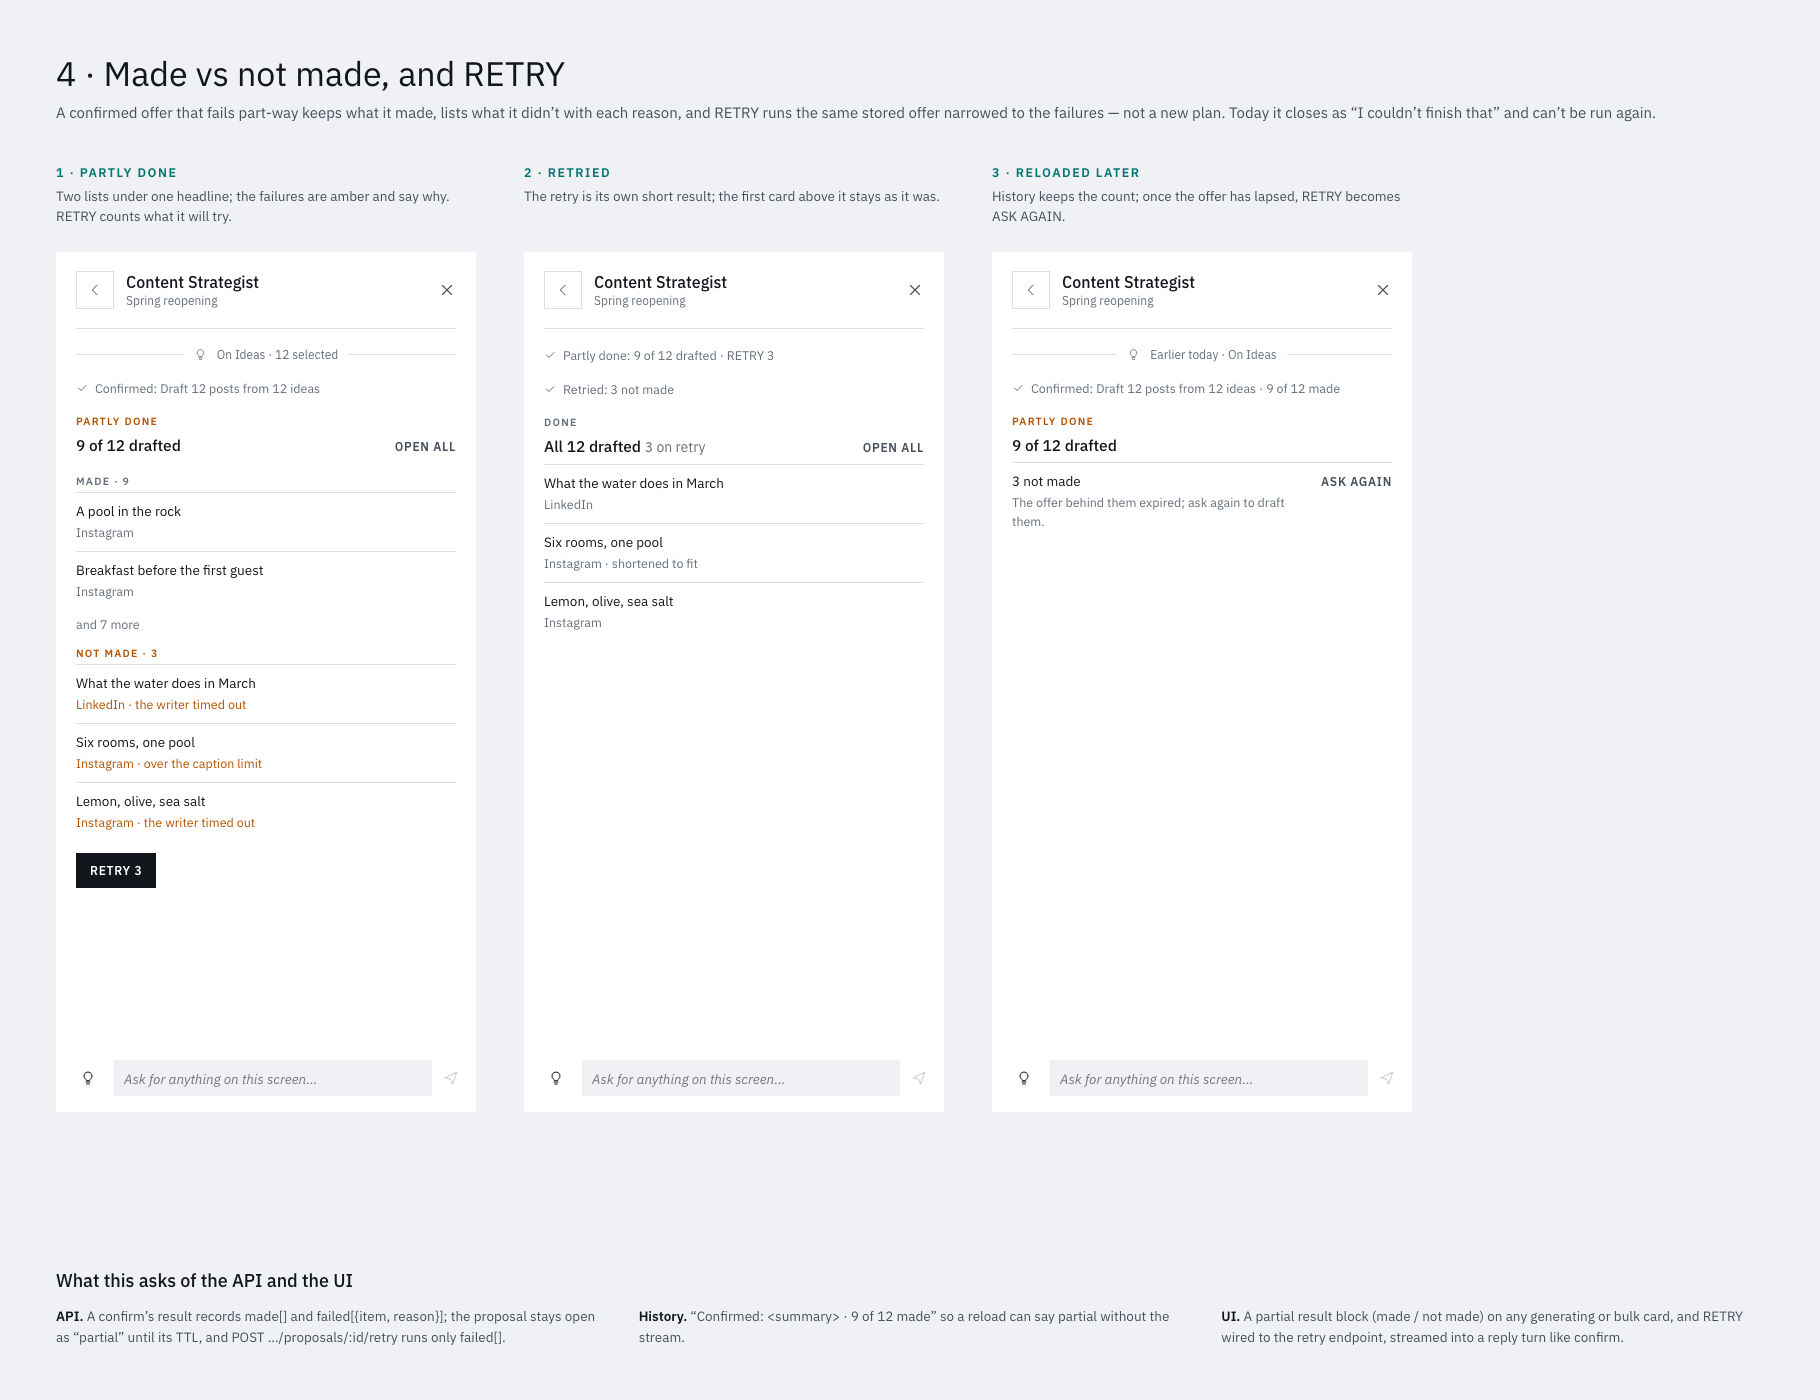 4 · Made vs not made, and RETRY
A confirmed offer that fails part-way keeps what it made, lists what it didn’t with each reason, and RETRY runs the same stored offer narrowed to the failures — not a new plan. Today it closes as “I couldn’t finish that” and can’t be run again.
1 · PARTLY DONE
Two lists under one headline; the failures are amber and say why.
RETRY counts what it will try.
Content Strategist
Spring reopening
On Ideas · 12 selected
Confirmed: Draft 12 posts from 12 ideas
PARTLY DONE
9 of 12 drafted
OPEN ALL
MADE · 9
A pool in the rock
Instagram
Breakfast before the first guest
Instagram
and 7 more
NOT MADE · 3
What the water does in March
LinkedIn · the writer timed out
Six rooms, one pool
Instagram · over the caption limit
Lemon, olive, sea salt
Instagram · the writer timed out
RETRY 3
Ask for anything on this screen...
2 · RETRIED
The retry is its own short result; the first card above it stays as it was.
Content Strategist
Spring reopening
Partly done: 9 of 12 drafted · RETRY 3
Retried: 3 not made
DONE
All 12 drafted 3 on retry
OPEN ALL
What the water does in March
LinkedIn
Six rooms, one pool
Instagram · shortened to fit
Lemon, olive, sea salt
Instagram
Ask for anything on this screen...
3 · RELOADED LATER
History keeps the count; once the offer has lapsed, RETRY becomes
ASK AGAIN.
Content Strategist
Spring reopening
Earlier today · On Ideas
Confirmed: Draft 12 posts from 12 ideas · 9 of 12 made
PARTLY DONE
9 of 12 drafted
3 not made
ASK AGAIN
The offer behind them expired; ask again to draft
them.
Ask for anything on this screen...
What this asks of the API and the UI
API. A confirm’s result records made[] and failed[{item, reason}]; the proposal stays open
as “partial” until its TTL, and POST …/proposals/:id/retry runs only failed[].
History. “Confirmed: <summary> · 9 of 12 made” so a reload can say partial without the
stream.
UI. A partial result block (made / not made) on any generating or bulk card, and RETRY
wired to the retry endpoint, streamed into a reply turn like confirm.